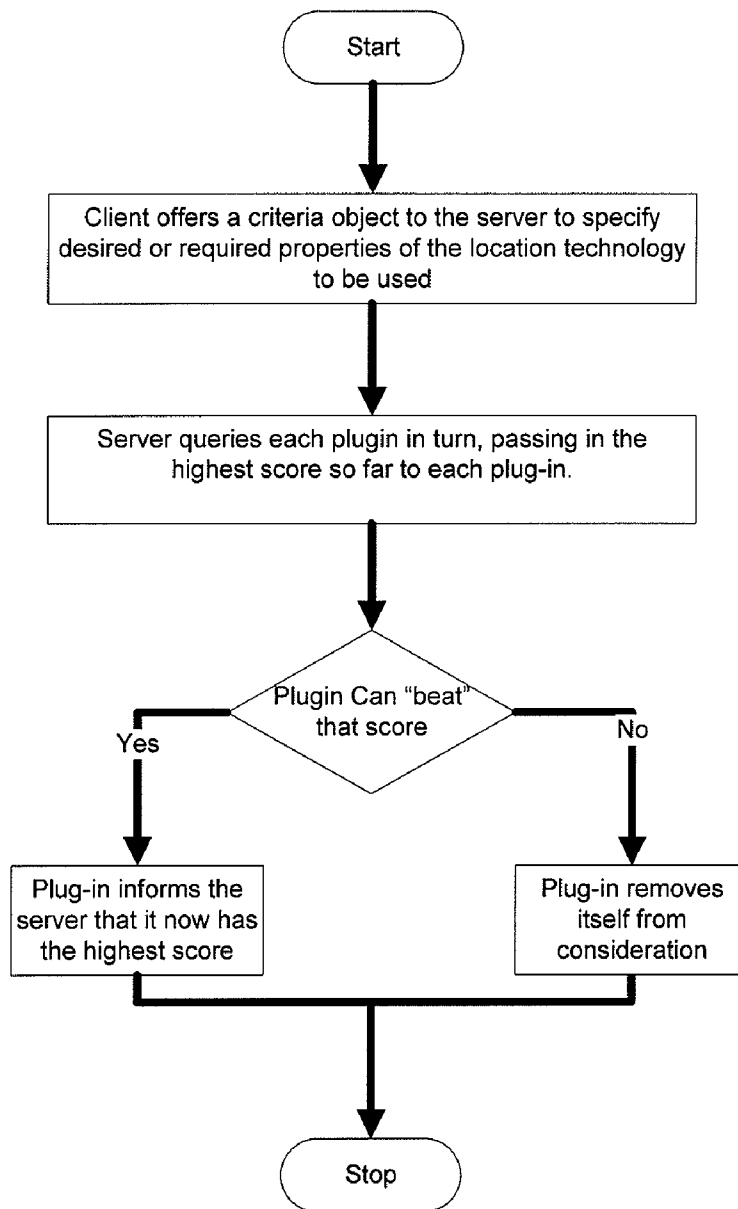 Start
Client offers a criteria object to the server to specify
desired or required properties of the location technology
to be used
Server queries each plugin in turn, passing in the
highest score so far to each plug-in.
Plugin Can “beat”
that score
Yes
No
Plug-in informs the
server that it now has
the highest score
Plug-in removes
itself from
consideration
Stop